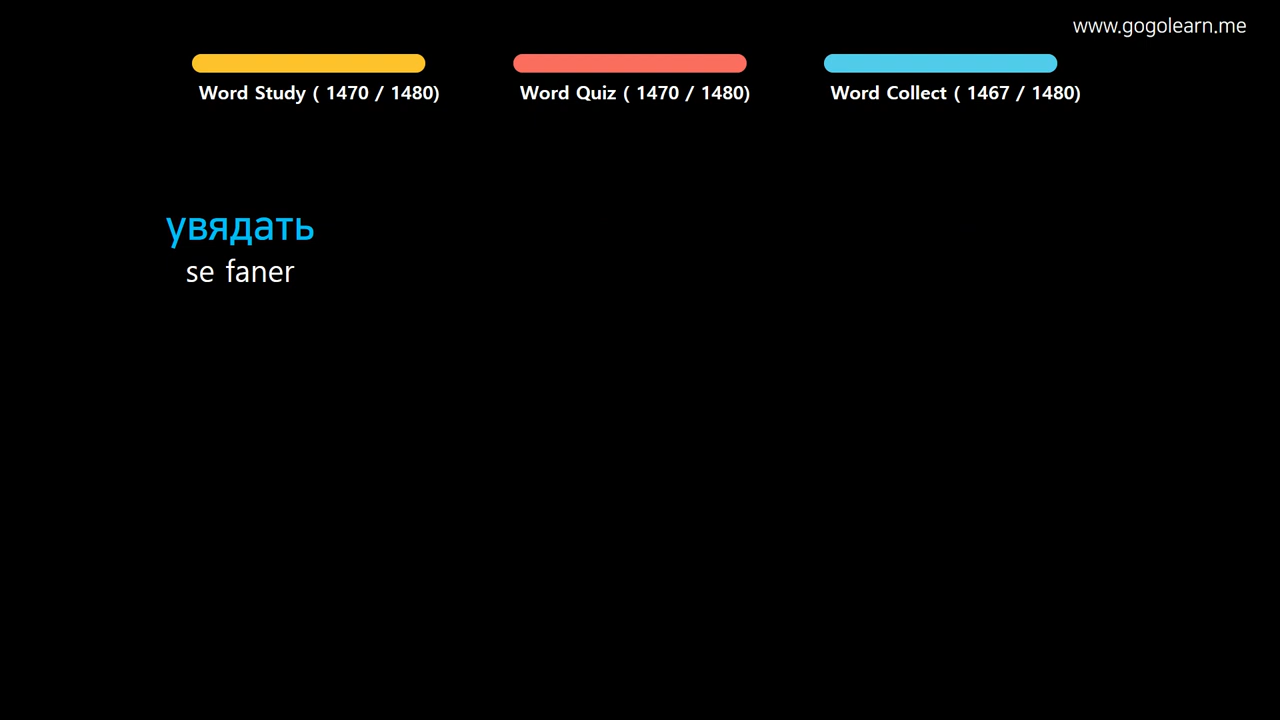 www.gogolearn.me
Word Study ( 1470 / 1480)
Word Quiz ( 1470 / 1480)
Word Collect ( 1467 / 1480)
увядать
se faner